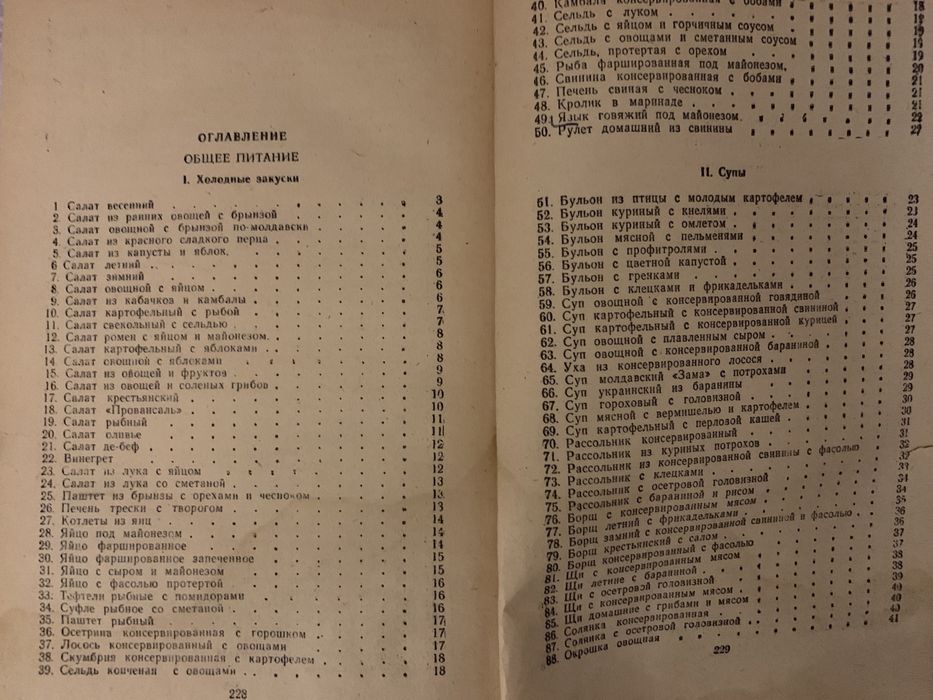 ОГЛАВЛЕНИЕ
ОБЩЕЕ ПИТАНИЕ
I. Холодные закуски
1 Салат весенний . . . . . . . 3
2. Салат из ранних овощей с брынзой . . . . 4
3. Салат овощной с брынзой по-молдавски . . . . 4
4. Салат из красного сладкого перца . . . . 4
5. Салат из капусты и яблок. . . . . . 5
6 Салат летний . . . . . . . . 5
7. Салат зимний . . . . . . . . 6
8. Салат овощной с яйцом . . . . . . 6
9. Салат из кабачков и камбалы . . . . . 6
10. Салат картофельный с рыбой . . . . . 7
11. Салат свекольный с сельдью . . . . . 7
12. Салат ромен с яйцом и майонезом. . . . . 8
13. Салат картофельный с яблоками . . . . . 8
14 Салат овощной с яблоками . . . . . 8
15. Салат из овощей и фруктов . . . . . 9
16. Салат из овощей и соленых грибов . . . . 9
17. Салат крестьянский . . . . . . 10
18. Салат «Провансаль» . . . . . . 10
19. Салат рыбный . . . . . . . 11
20. Салат оливье . . . . . . . 11
21. Салат де-беф . . . . . . . 12
22. Винегрет . . . . . . . . 12
23. Салат из лука с яйцом . . . . . . 12
24. Салат из лука со сметаной . . . . . 13
25. Паштет из брынзы с орехами и чесноком . . . 13
26. Печень трески с творогом . . . . . 13
27. Котлеты из яиц . . . . . . . 14
28. Яйцо под майонезом . . . . . . 14
29. Яйцо фаршированное . . . . . . 14
30. Яйцо фаршированное запеченное . . . . 15
31. Яйцо с сыром и майонезом . . . . . 15
32. Яйцо с фасолью протертой . . . . . 16
33. Тефтели рыбные с помидорами . . . . . 16
34. Суфле рыбное со сметаной . . . . . 16
35. Паштет рыбный . . . . . . . 17
36. Осетрина консервированная с горошком . . . 17
37. Лосось консервированный с овощами . . . 17
38. Скумбрия консервированная с картофелем . . . 18
39. Сельдь копченая с овощами . . . . . 18
228
40. Камбала консервированная с бобами . . . . 18
41. Сельдь с луком . . . . . . . 18
42. Сельдь с яйцом и горчичным соусом . . . . 19
43. Сельдь с овощами и сметанным соусом . . . 19
44. Сельдь, протертая с орехом . . . . . 19
45. Рыба фаршированная под майонезом. . . . . 20
46. Свинина консервированная с бобами . . . . 21
47. Печень свиная с чесноком . . . . . 21
48. Кролик в маринаде . . . . . . 21
49. Язык говяжий под майонезом. . . . . . 22
50. Рулет домашний из свинины . . . . . 22
II. Супы
51. Бульон из птицы с молодым картофелем . . . . 23
52. Бульон куриный с кнелями . . . . . 23
53. Бульон куриный с омлетом . . . . . 24
54. Бульон мясной с пельменями . . . . . 24
55. Бульон с профитролями . . . . . . 25
56. Бульон с цветной капустой . . . . . 25
57. Бульон с гренками . . . . . . 25
58. Бульон с клецками и фрикадельками . . . . 26
59. Суп овощной с консервированной говядиной . . . 26
60. Суп картофельный с консервированной свининой . . . 27
61. Суп картофельный с консервированной курицей . . . 27
62. Суп овощной с плавленным сыром . . . . 27
63. Суп овощной с консервированной бараниной . . . 28
64. Уха из консервированного лосося . . . . 28
65. Суп молдавский «Зама» с потрохами . . . . 28
66. Суп украинский из баранины . . . . . 29
67. Суп гороховый с головизной . . . . . 29
68. Суп мясной с вермишелью и картофелем . . . 30
69. Суп картофельный с перловой кашей . . . . 30
70. Рассольник консервированный . . . . . 31
71. Рассольник из куриных потрохов . . . . 31
72. Рассольник из консервированной свинины с фасолью . . 32
73. Рассольник с клецками . . . . . . 32
74. Рассольник с осетровой головизной . . . . 33
75. Рассольник с бараниной и рисом . . . . 34
76. Борщ с консервированным мясом . . . . 34
77. Борщ летний с фрикадельками . . . . . 35
78. Борщ зимний с консервированной свининой и фасолью . . 36
79. Борщ крестьянский с салом . . . . . 36
80. Борщ консервированный с фасолью . . . . 37
81. Щи с консервированным мясом . . . . . 37
82. Щи летние с бараниной . . . . . . 38
83. Щи с осетровой головизной . . . . . 38
84. Щи с консервированным мясом . . . . . 39
85. Щи домашние с грибами и мясом . . . . 39
86. Солянка консервированная . . . . . 40
87. Солянка с осетровой головизной . . . . . 40
88. Окрошка овощная . . . . . . . 41
229